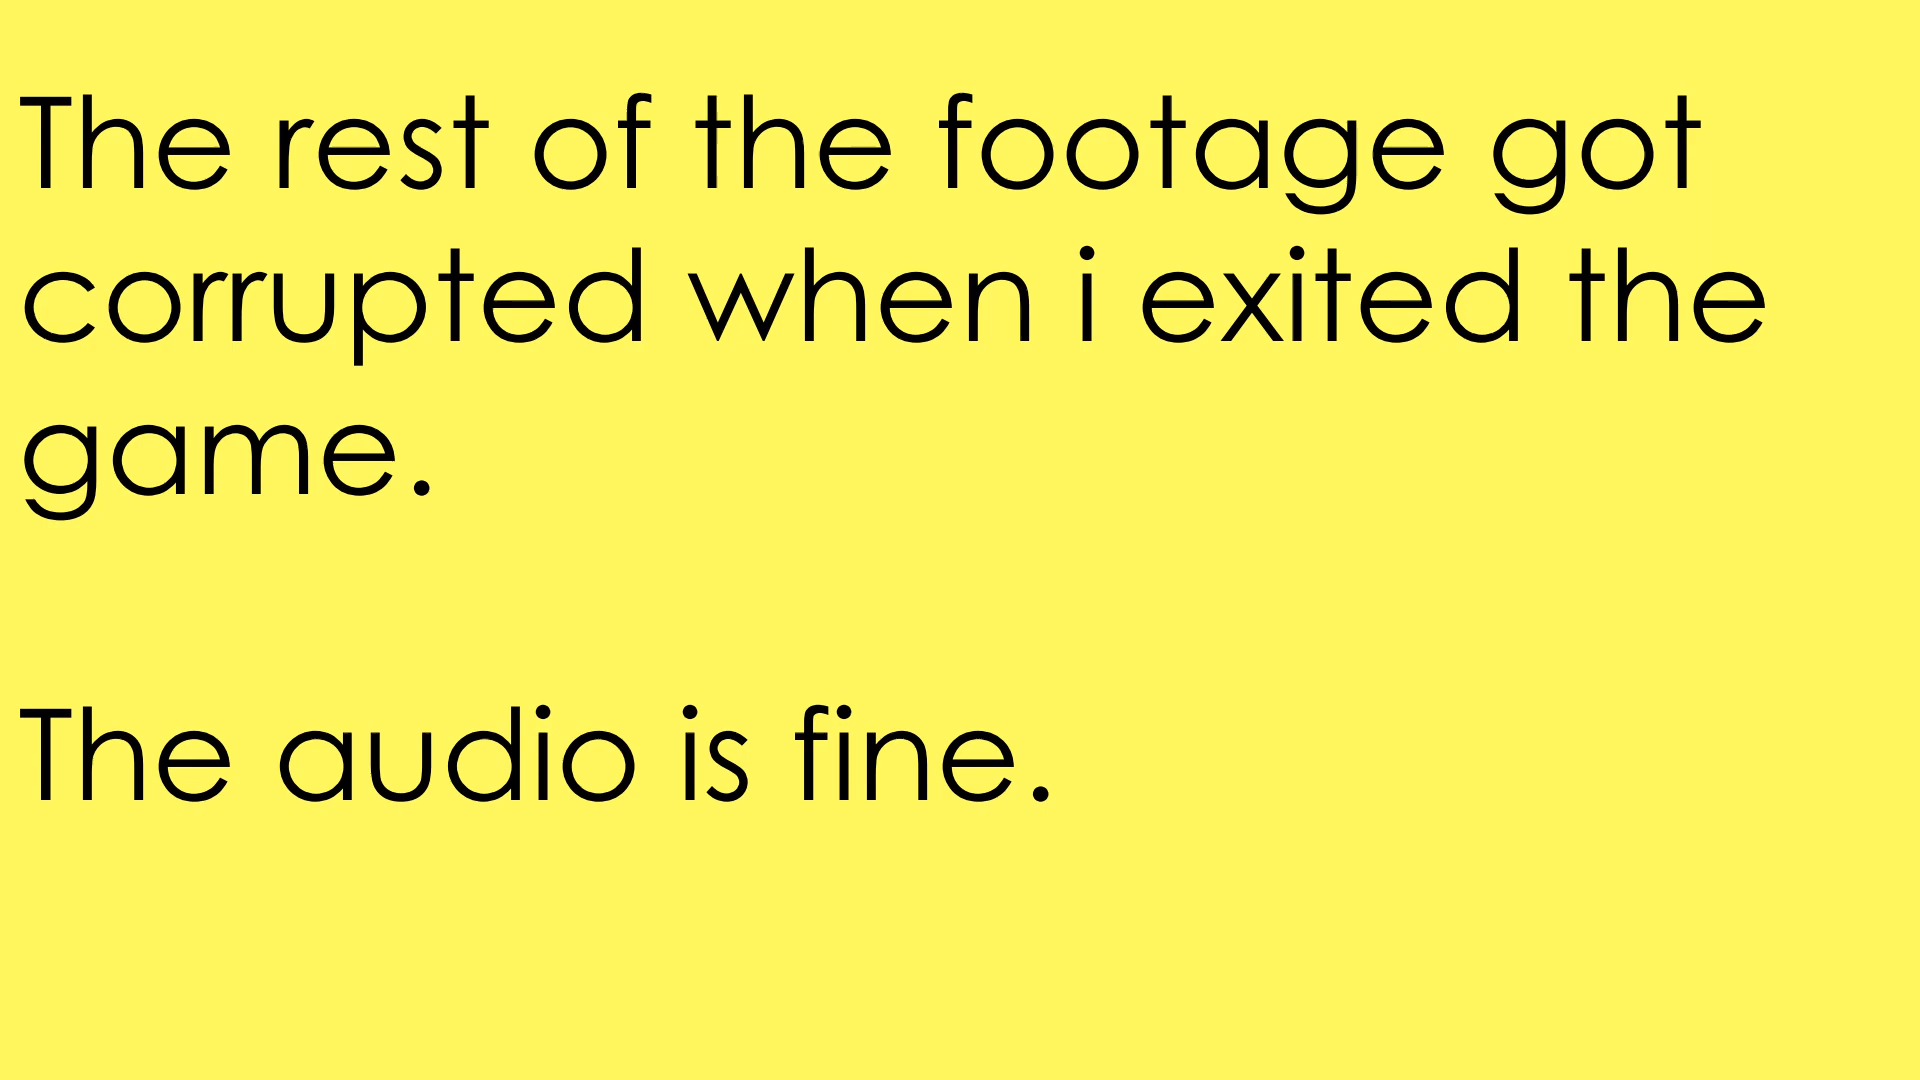 The rest of the footage got
corrupted when i exited the
game.
The audio is fine.